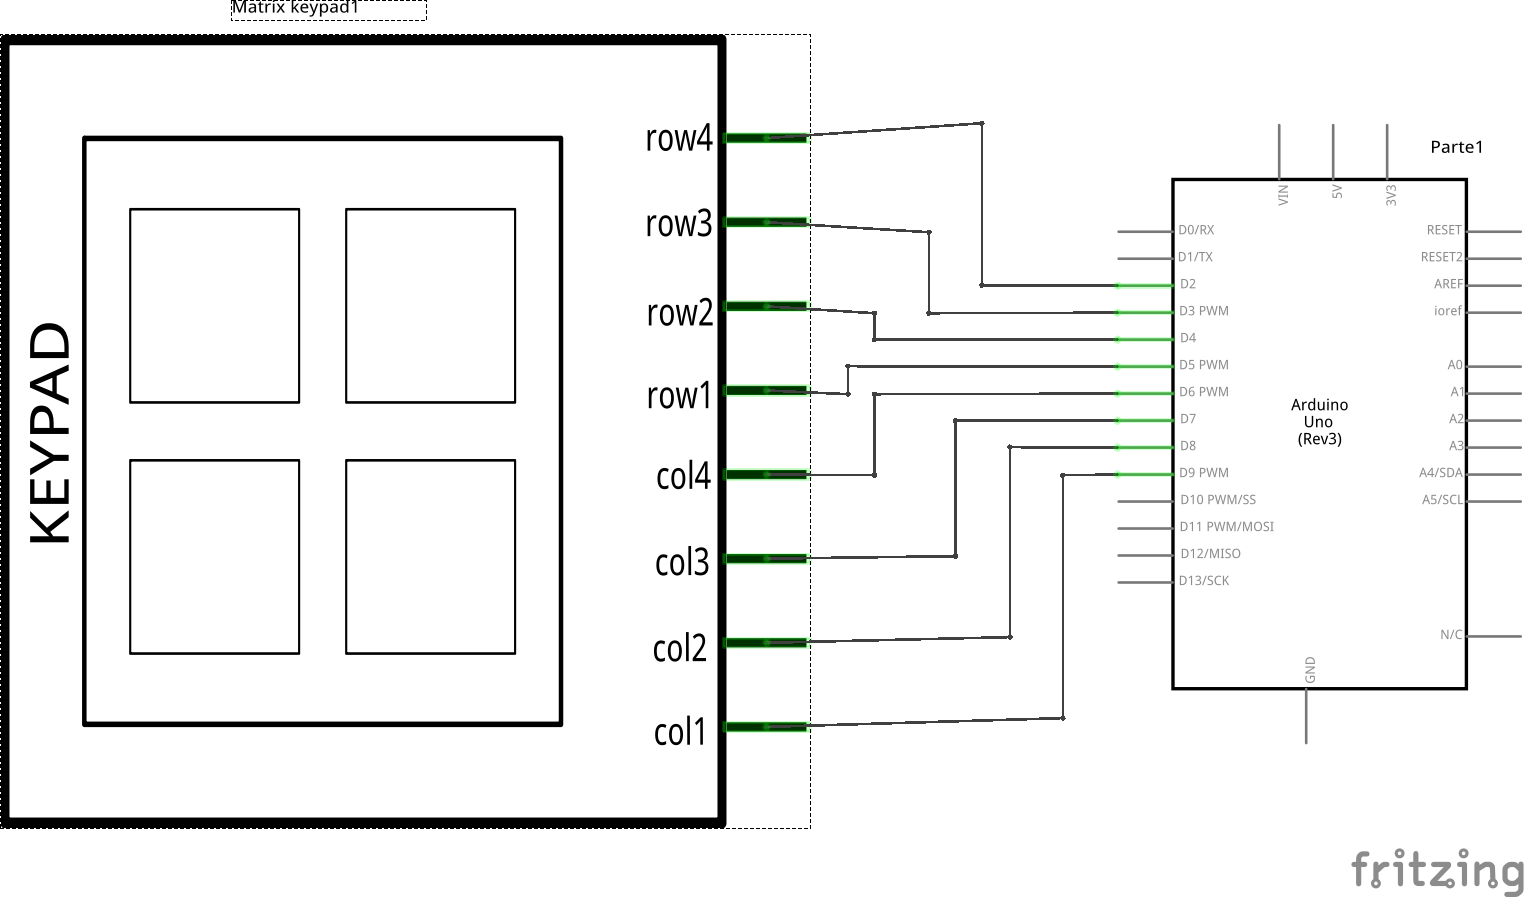 Matrix keypad1
KEYPAD
row4
row3
row2
row1
col4
col3
col2
col1
Parte1
VIN
5V
3V3
D0/RX
D1/TX
D2
D3 PWM
D4
D5 PWM
D6 PWM
D7
D8
D9 PWM
D10 PWM/SS
D11 PWM/MOSI
D12/MISO
D13/SCK
Arduino
Uno
(Rev3)
RESET
RESET2
AREF
ioref
A0
A1
A2
A3
A4/SDA
A5/SCL
N/C
GND
fritzing